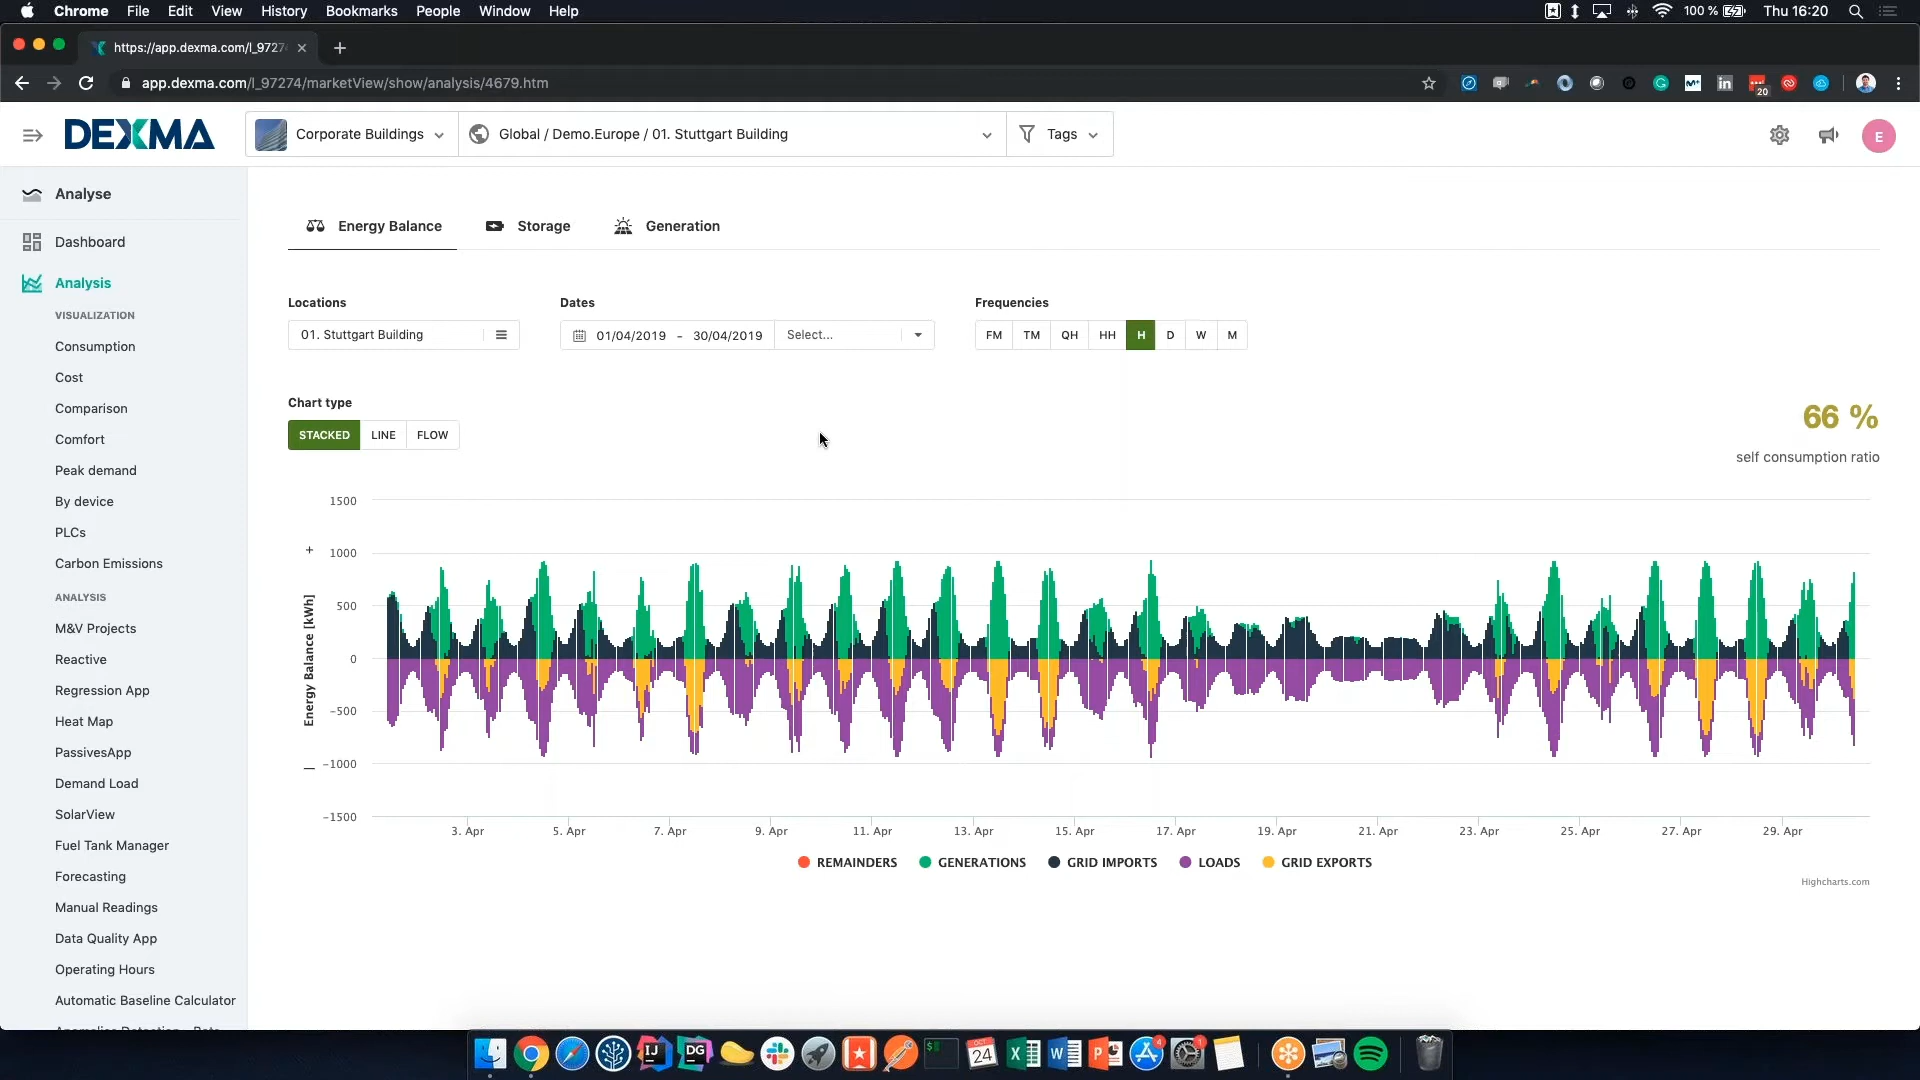 Chrome File Edit View History Bookmarks People Window Help 100 % Thu 16:20
https://app.dexma.com/l_9727
app.dexma.com/l_97274/marketView/show/analysis/4679.htm
20
DEXMA Corporate Buildings Global / Demo.Europe / 01. Stuttgart Building Tags E
Analyse
Dashboard
Analysis
VISUALIZATION
Consumption
Cost
Comparison
Comfort
Peak demand
By device
PLCs
Carbon Emissions
ANALYSIS
M&V Projects
Reactive
Regression App
Heat Map
PassivesApp
Demand Load
SolarView
Fuel Tank Manager
Forecasting
Manual Readings
Data Quality App
Operating Hours
Automatic Baseline Calculator
Energy Balance Storage Generation
Locations Dates Frequencies
01. Stuttgart Building 01/04/2019 - 30/04/2019 Select... FM TM QH HH H D W M
Chart type
STACKED LINE FLOW
66 %
self consumption ratio
Energy Balance [kWh]
+
—
1500
1000
500
0
-500
-1000
-1500
3. Apr 5. Apr 7. Apr 9. Apr 11. Apr 13. Apr 15. Apr 17. Apr 19. Apr 21. Apr 23. Apr 25. Apr 27. Apr 29. Apr
REMAINDERS GENERATIONS GRID IMPORTS LOADS GRID EXPORTS
Highcharts.com
IJ DG $ OCT 24 X W P 4 1